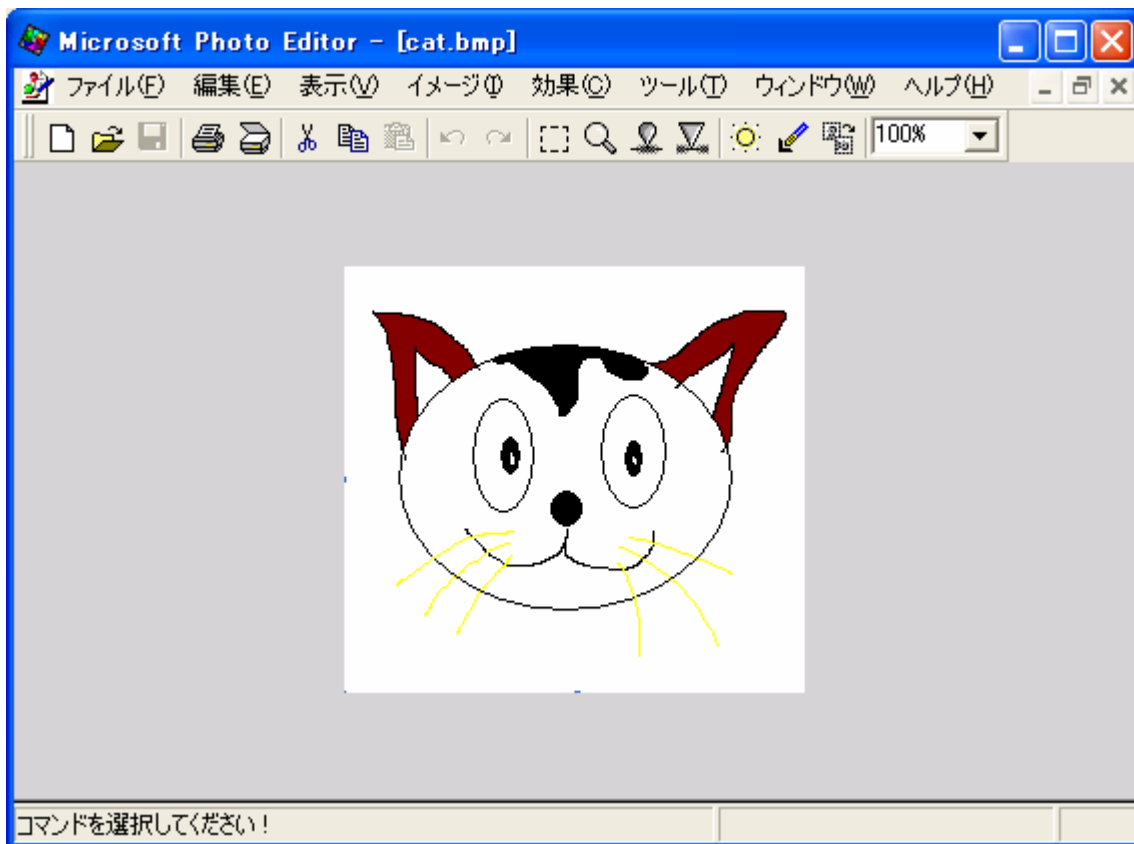 Microsoft Photo Editor - [cat.bmp]
ファイル(F) 編集(E) 表示(V) イメージ(I) 効果(C) ツール(T) ウィンドウ(W) ヘルプ(H)
100%
コマンドを選択してください!